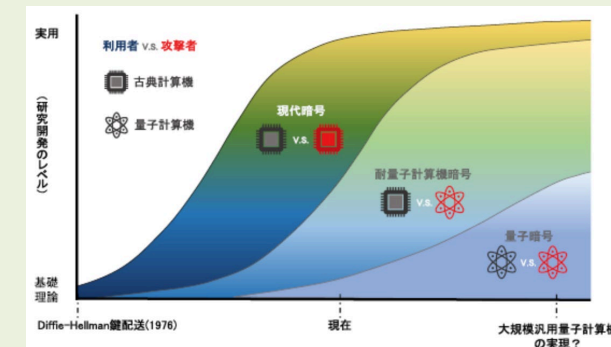 実用
利用者 v.s. 攻撃者
古典計算機
量子計算機
(研究開発のレベル)
現代暗号
v.s.
耐量子計算機暗号
v.s.
量子暗号
v.s.
基礎
理論
Diffie-Hellman鍵配送(1976)
現在
大規模汎用量子計算機
の実現？